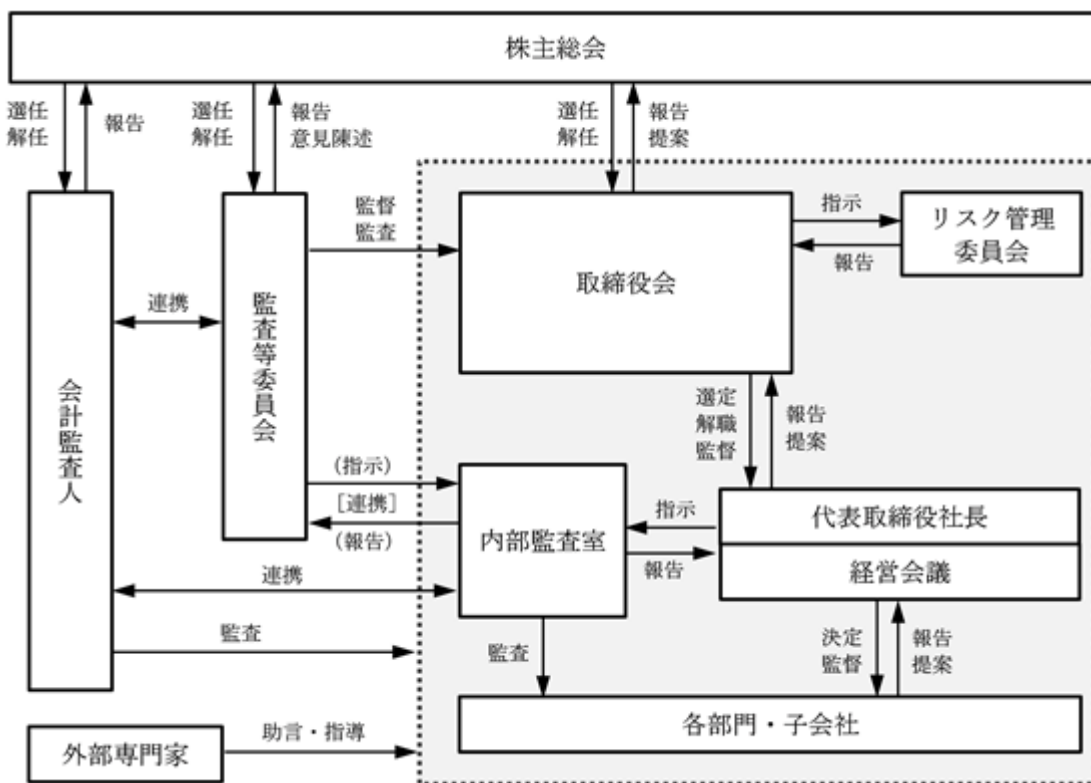 株主総会
選任
解任
報告
選任
解任
報告
意見陳述
選任
解任
報告
提案
監督
監査
取締役会
指示
報告
リスク管理
委員会
連携
会計監査人
監査等委員会
選定
解職
監督
報告
提案
(指示)
[連携]
(報告)
内部監査室
指示
報告
代表取締役社長
経営会議
連携
監査
監査
決定
監督
報告
提案
各部門・子会社
外部専門家
助言・指導